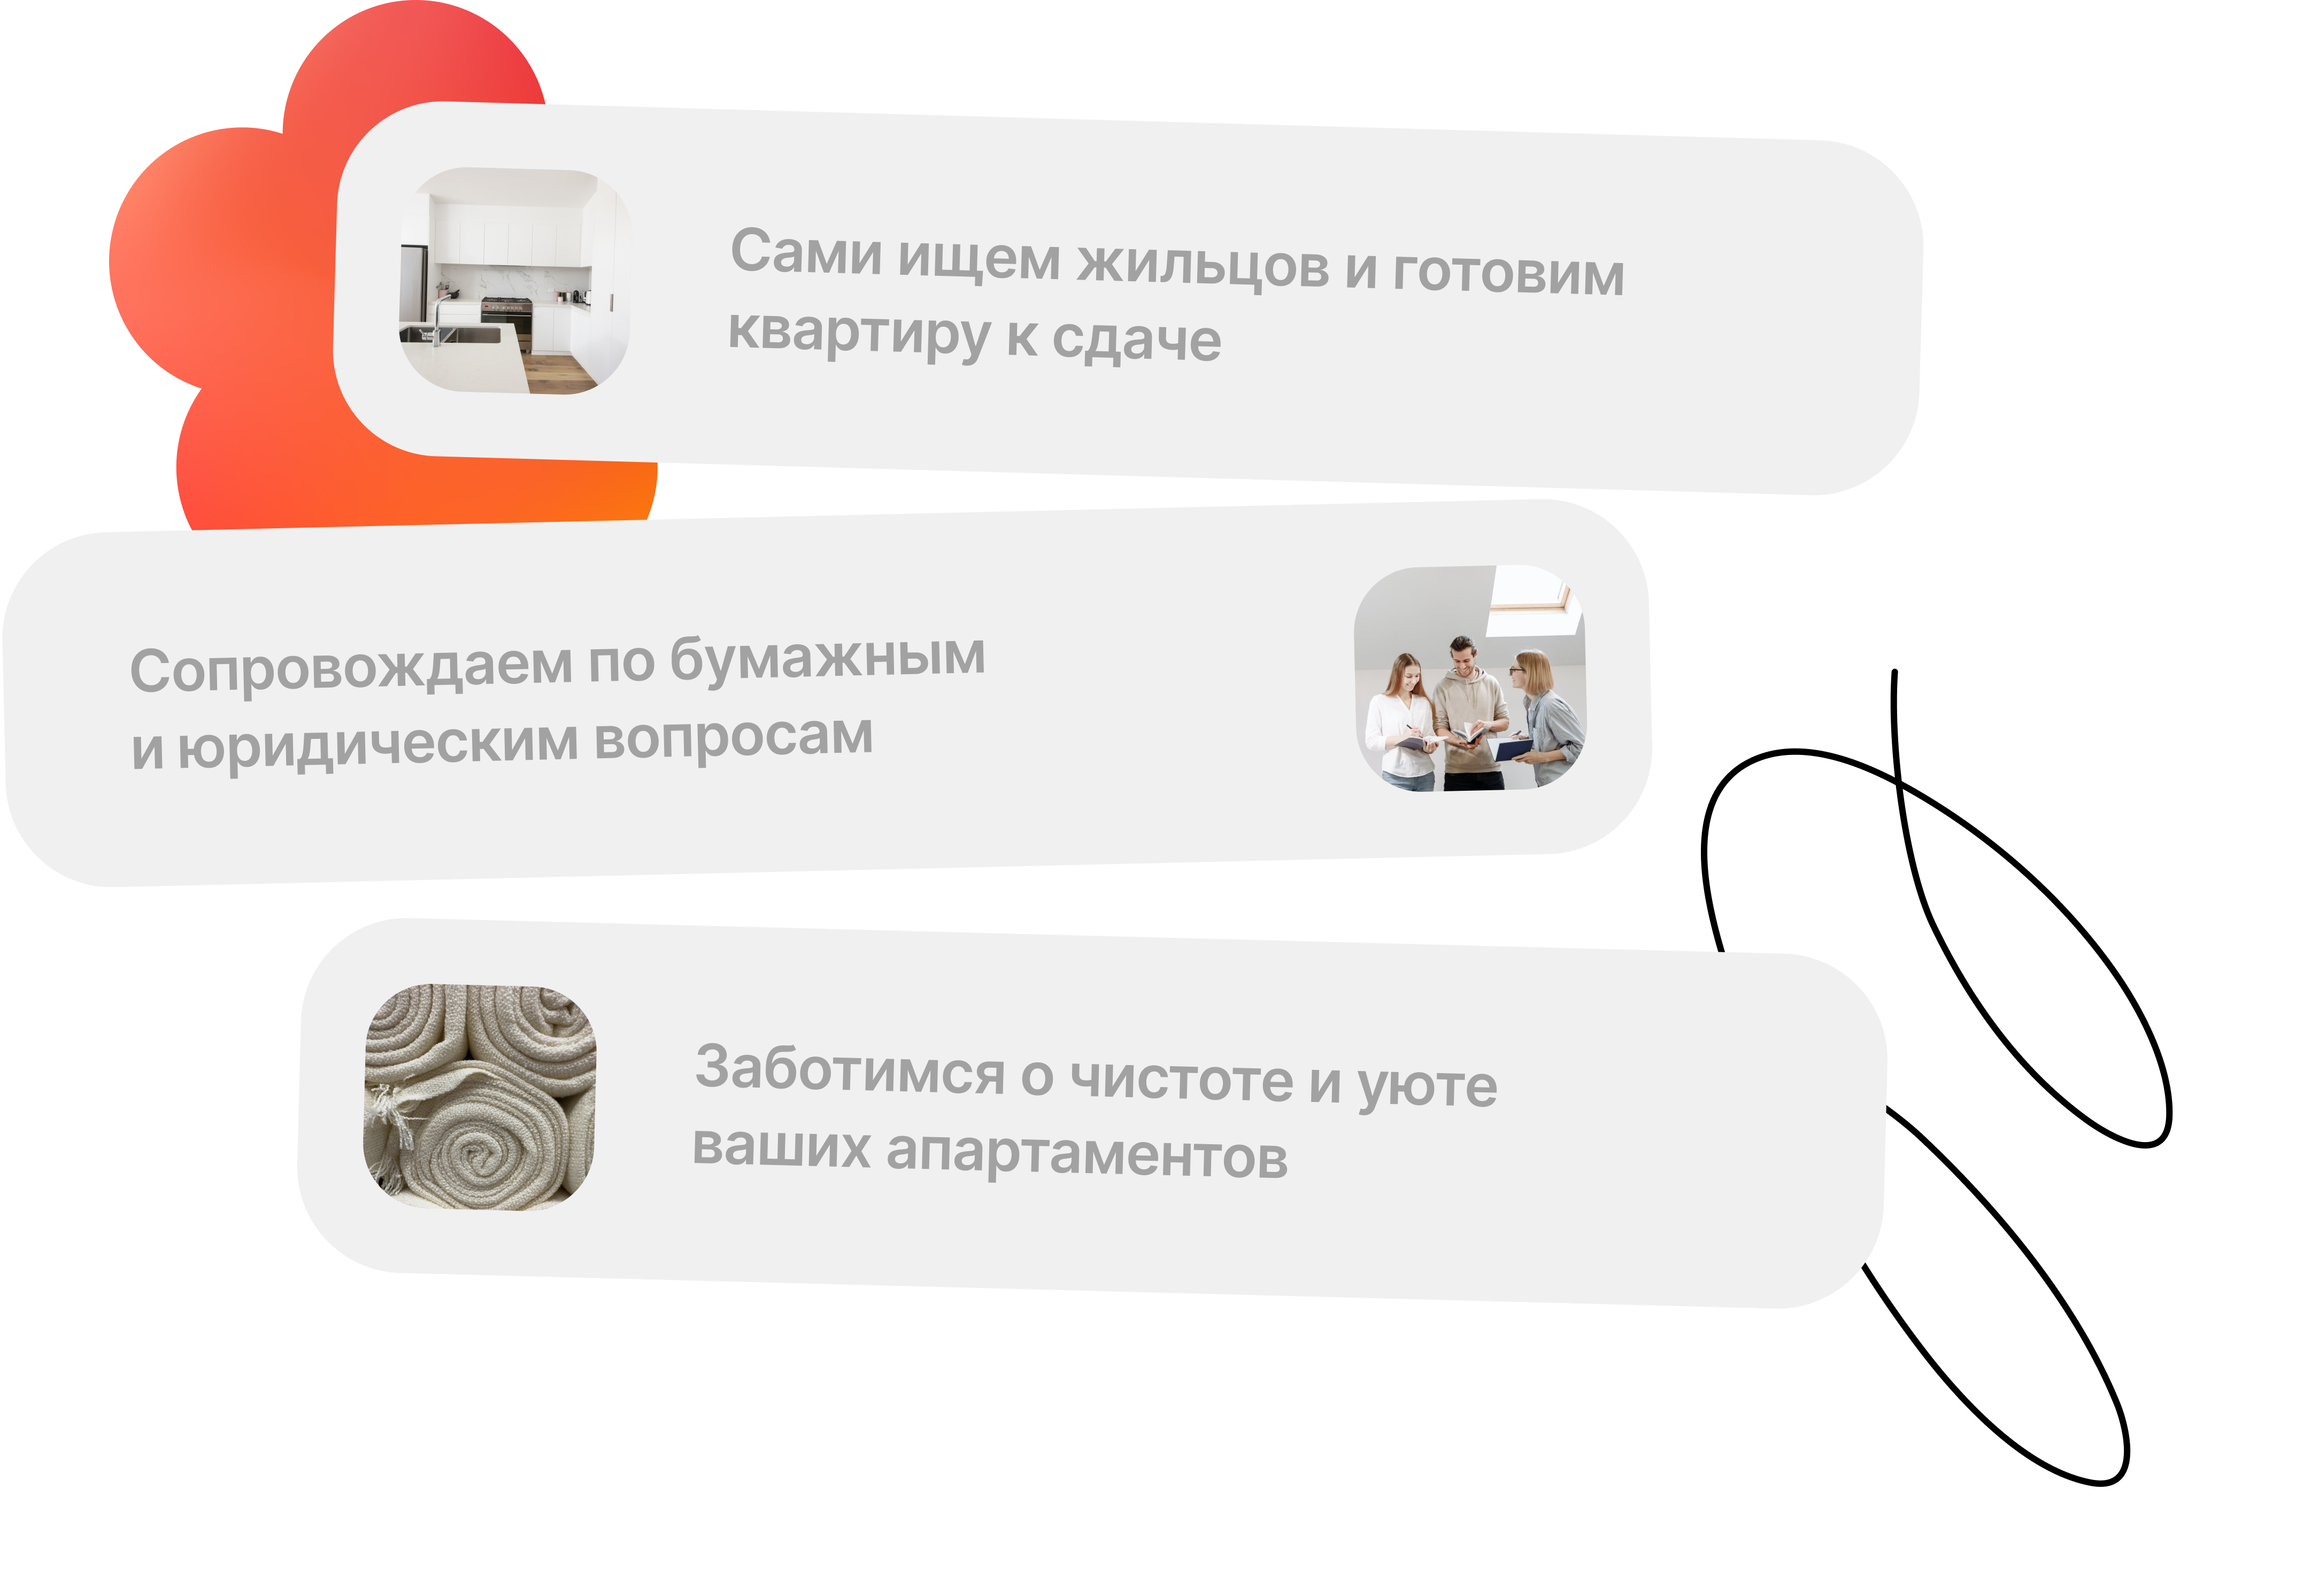 Сами ищем жильцов и готовим
квартиру к сдаче
Сопровождаем по бумажным
и юридическим вопросам
Заботимся о чистоте и уюте
ваших апартаментов